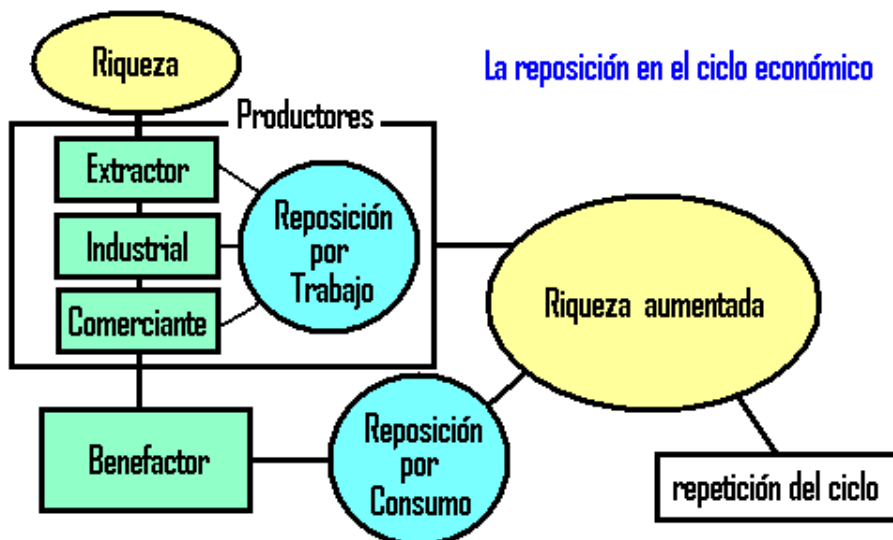 Riqueza
La reposición en el ciclo económico
Productores
Extractor
Industrial
Comerciante
Reposición
por
Trabajo
Riqueza aumentada
Benefactor
Reposición
por
Consumo
repetición del ciclo